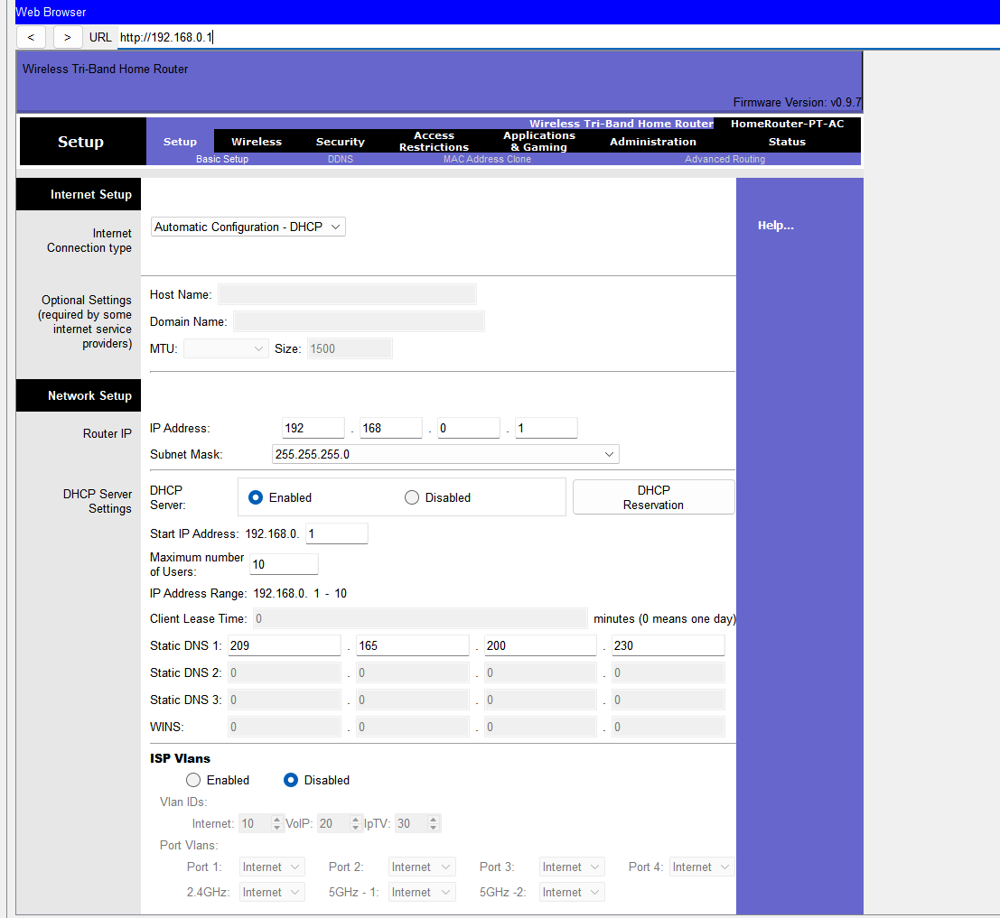 Web Browser
< > URL http://192.168.0.1
Wireless Tri-Band Home Router
Firmware Version: v0.9.7
Wireless Tri-Band Home Router HomeRouter-PT-AC
Setup Setup Wireless Security Access Restrictions Applications & Gaming Administration Status
Basic Setup DDNS MAC Address Clone Advanced Routing
Internet Setup
Help...
Internet Connection type Automatic Configuration - DHCP
Optional Settings (required by some internet service providers)
Host Name:
Domain Name:
MTU: Size: 1500
Network Setup
Router IP
IP Address: 192 . 168 . 0 . 1
Subnet Mask: 255.255.255.0
DHCP Server Settings
DHCP Server: Enabled Disabled DHCP Reservation
Start IP Address: 192.168.0. 1
Maximum number of Users: 10
IP Address Range: 192.168.0. 1 - 10
Client Lease Time: 0 minutes (0 means one day)
Static DNS 1: 209 . 165 . 200 . 230
Static DNS 2: 0 . 0 . 0 . 0
Static DNS 3: 0 . 0 . 0 . 0
WINS: 0 . 0 . 0 . 0
ISP Vlans
Enabled Disabled
Vlan IDs:
Internet: 10 VoIP: 20 IpTV: 30
Port Vlans:
Port 1: Internet Port 2: Internet Port 3: Internet Port 4: Internet
2.4GHz: Internet 5GHz - 1: Internet 5GHz -2: Internet